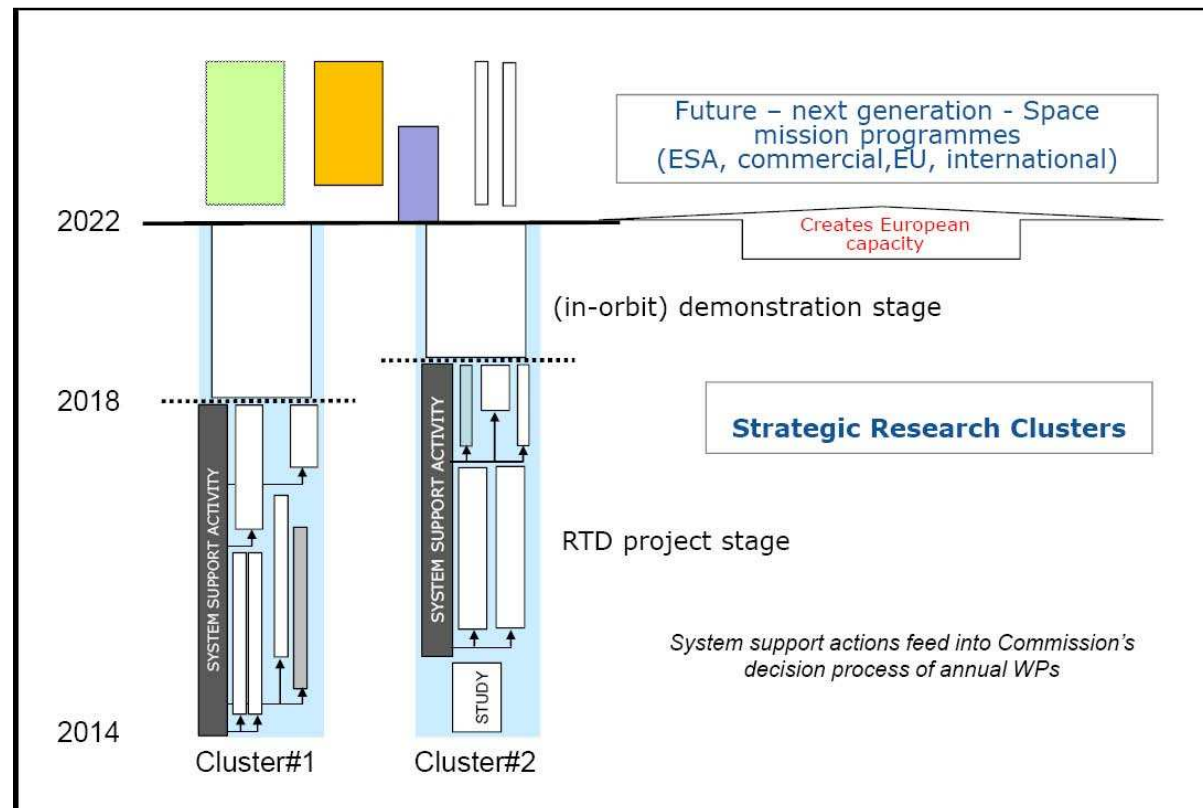 Future – next generation - Space
mission programmes
(ESA, commercial,EU, international)
2022
Creates European
capacity
(in-orbit) demonstration stage
2018
Strategic Research Clusters
SYSTEM SUPPORT ACTIVITY
SYSTEM SUPPORT ACTIVITY
RTD project stage
System support actions feed into Commission's
decision process of annual WPs
STUDY
2014
Cluster#1
Cluster#2